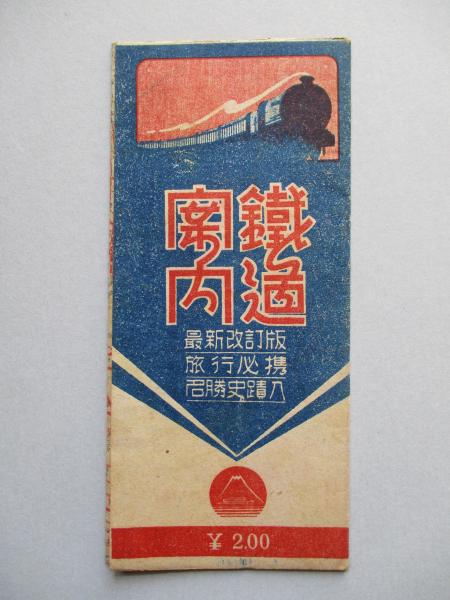 鐵道
案内
最新改訂版
旅行必携
名勝史蹟入
¥ 2.00